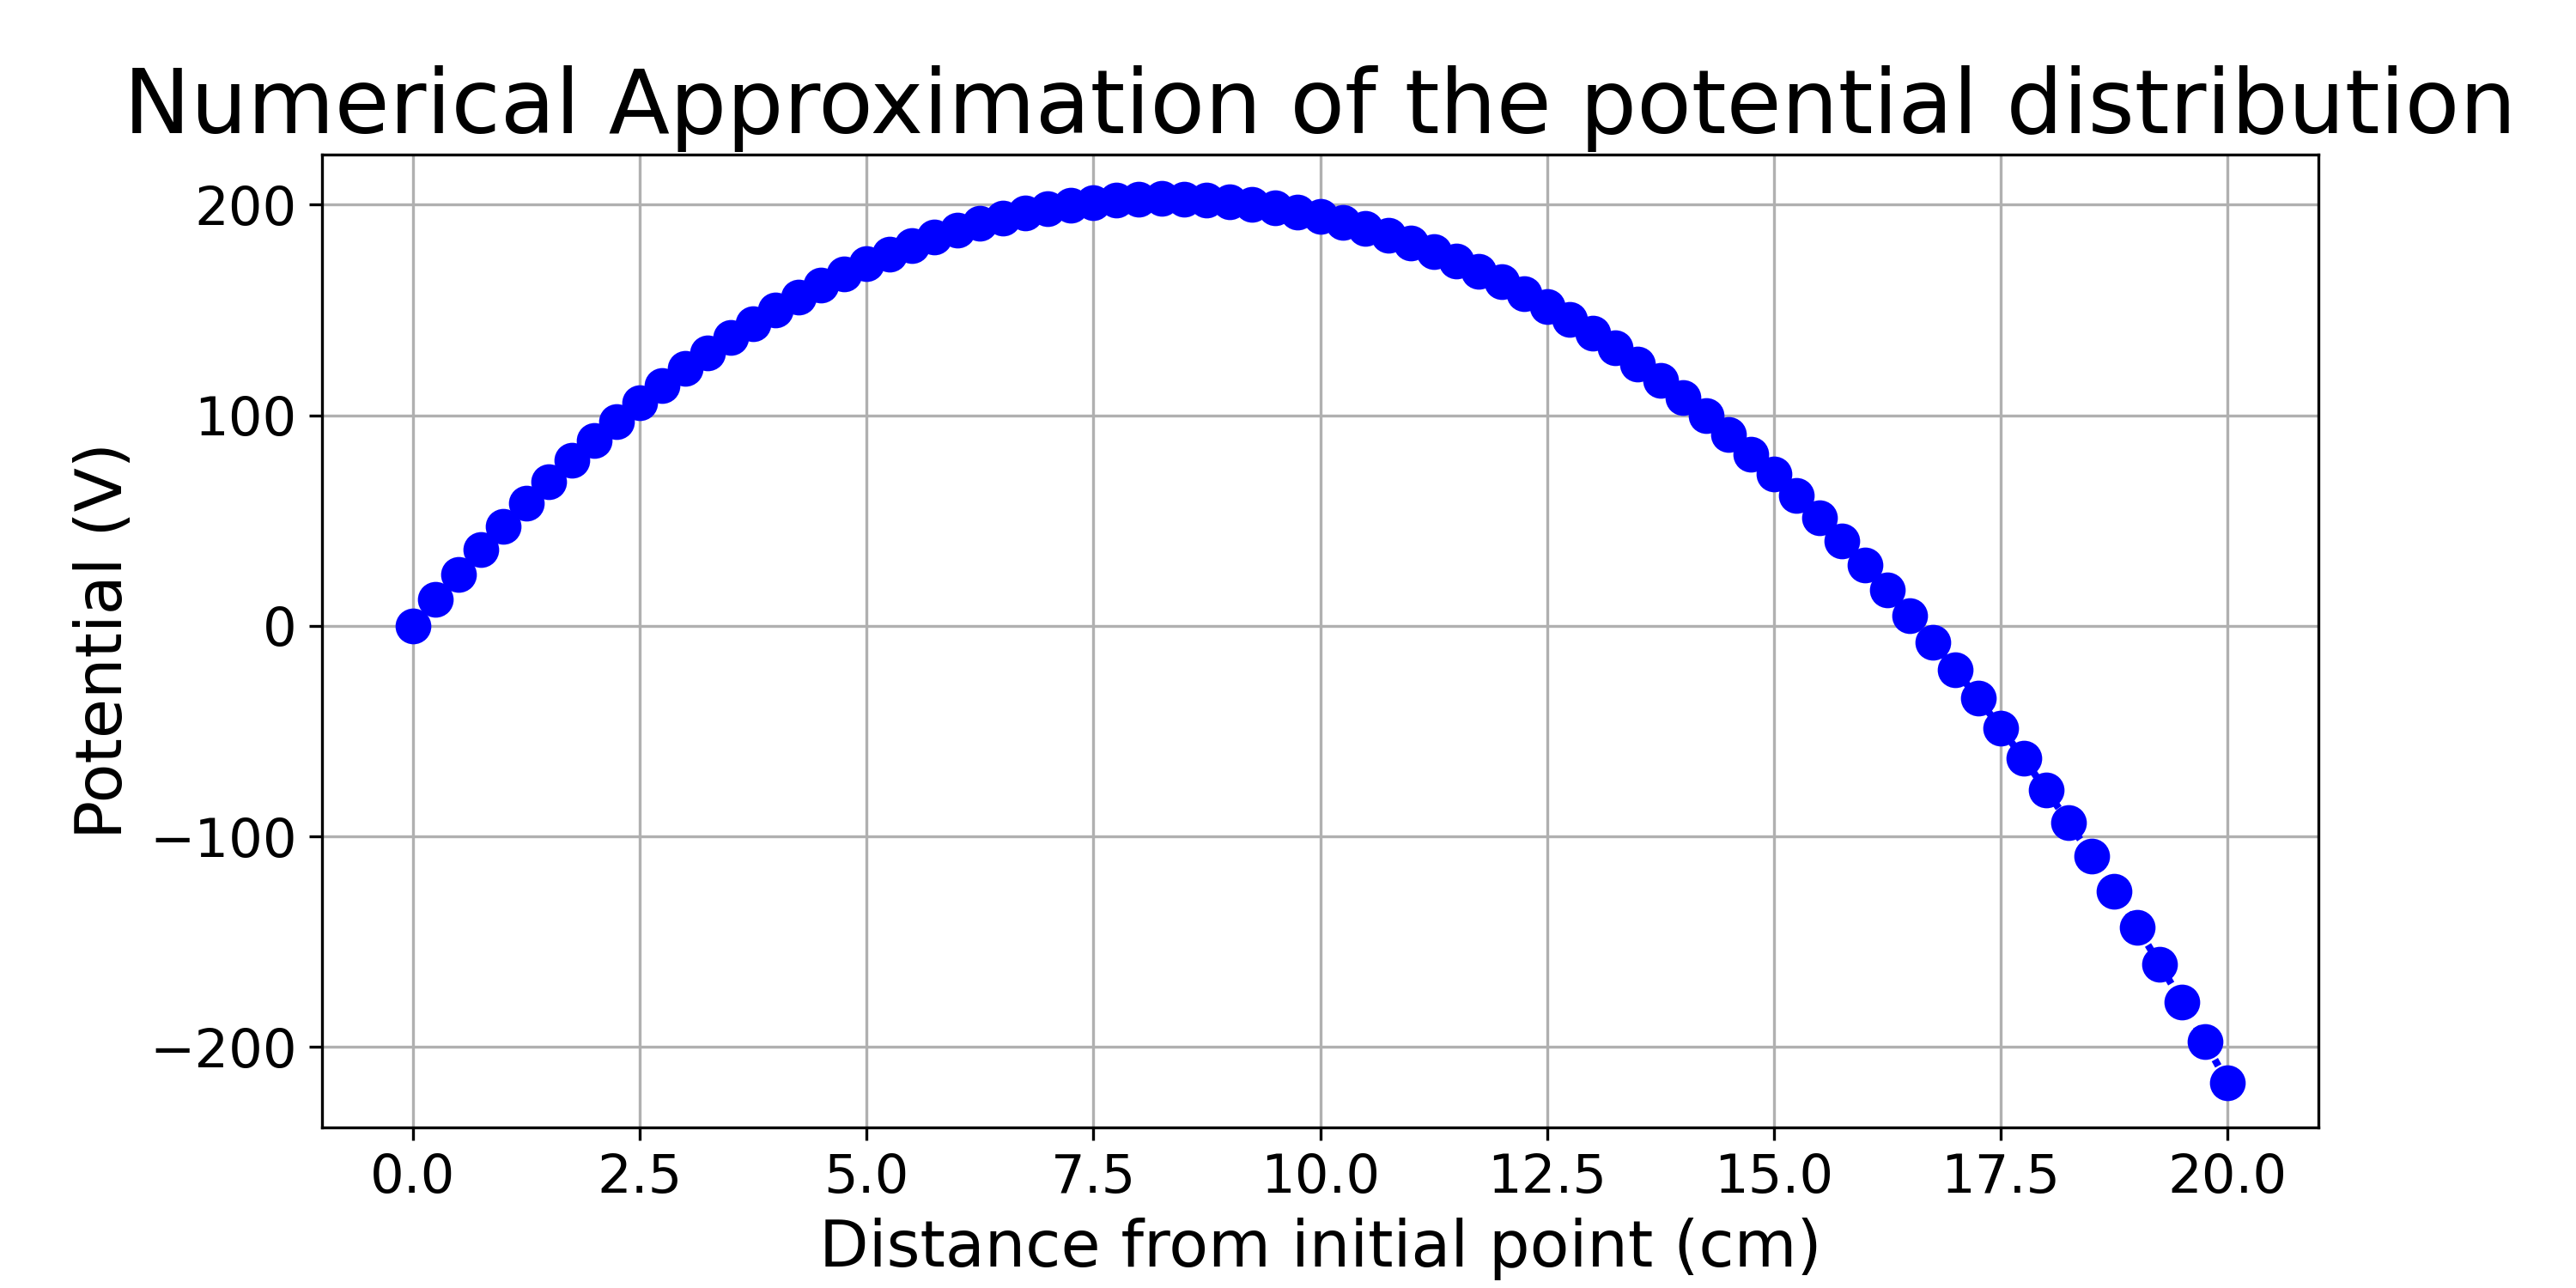 Numerical Approximation of the potential distribution
200
100
0
−100
−200
Potential (V)
0.0 2.5 5.0 7.5 10.0 12.5 15.0 17.5 20.0
Distance from initial point (cm)